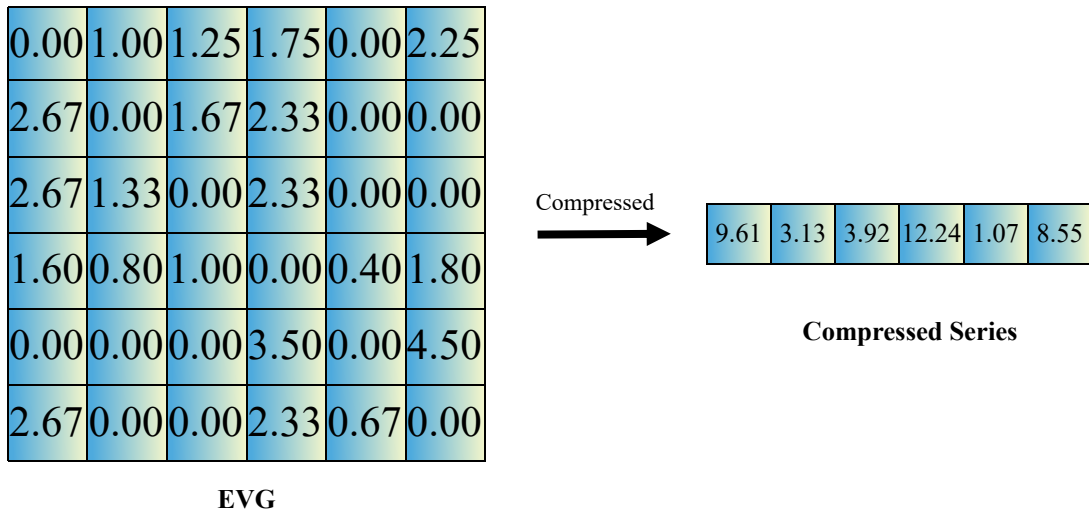 0.00 1.00 1.25 1.75 0.00 2.25
2.67 0.00 1.67 2.33 0.00 0.00
2.67 1.33 0.00 2.33 0.00 0.00
1.60 0.80 1.00 0.00 0.40 1.80
0.00 0.00 0.00 3.50 0.00 4.50
2.67 0.00 0.00 2.33 0.67 0.00
EVG
Compressed
9.61 3.13 3.92 12.24 1.07 8.55
Compressed Series